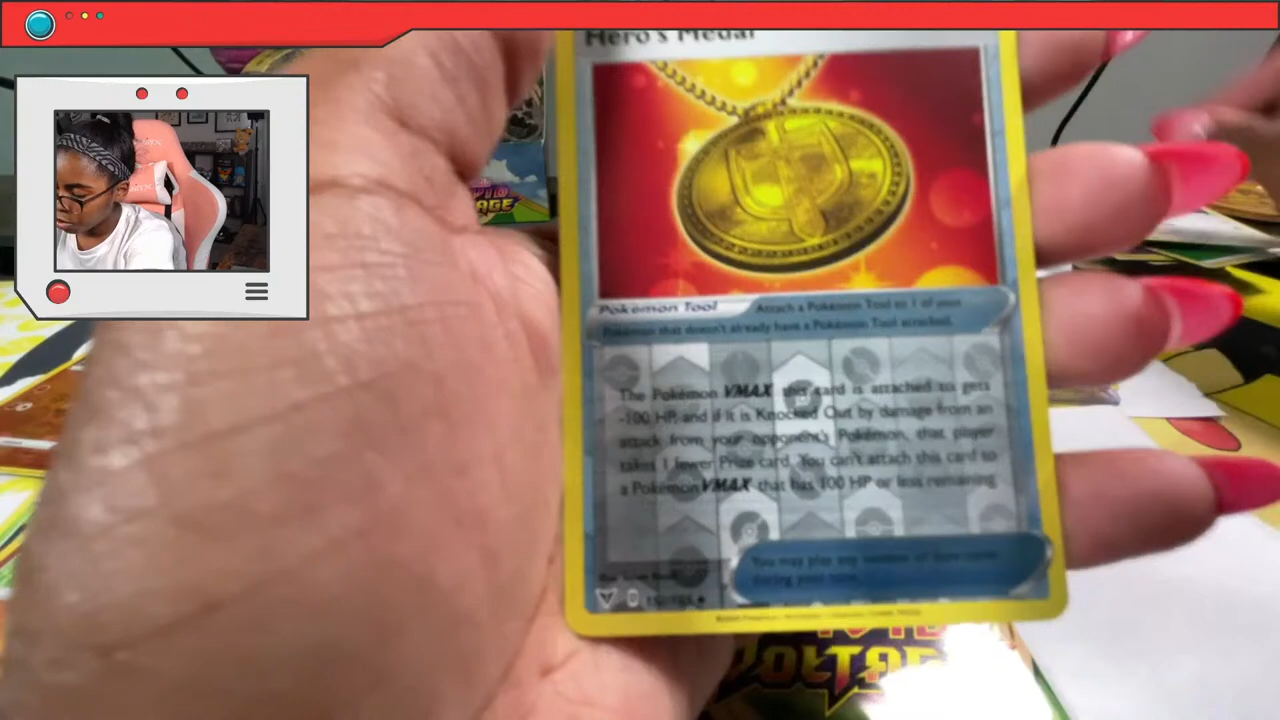 Hero's Medal
Pokémon Tool Attach a Pokémon Tool to 1 of your
Pokémon that doesn't already have a Pokémon Tool attached.
The Pokémon VMAX this card is attached to gets
-100 HP, and if it is Knocked Out by damage from an
attack from your opponent's Pokémon, that player
takes 1 fewer Prize card. You can't attach this card to
a Pokémon VMAX that has 100 HP or less remaining
You may play any number of Item cards
during your turn.
VOLTAGE